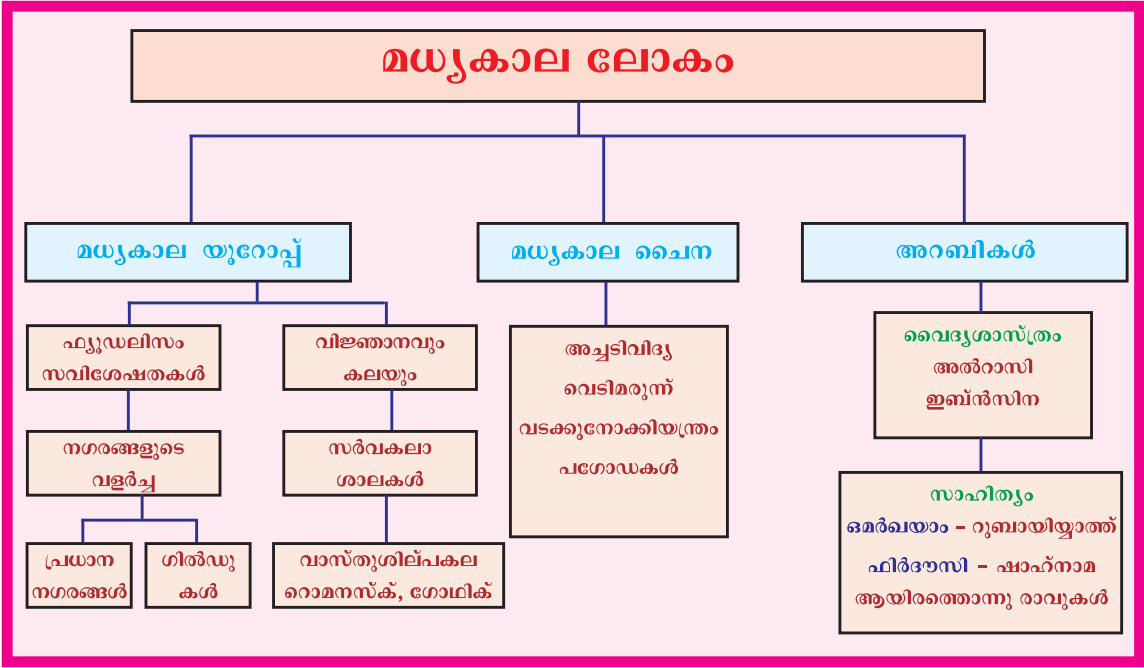 മധ്യകാല ലോകം
മധ്യകാല യൂറോപ്പ്
മധ്യകാല ചൈന
അറബികൾ
ഫ്യൂഡലിസം
സവിശേഷതകൾ
വിജ്ഞാനവും
കലയും
നഗരങ്ങളുടെ
വളർച്ച
സർവകലാ
ശാലകൾ
പ്രധാന
നഗരങ്ങൾ
ഗിൽഡു
കൾ
വാസ്തുശില്പകല
റൊമനസ്ക്, ഗോഥിക്
അച്ചടിവിദ്യ
വെടിമരുന്ന്
വടക്കുനോക്കിയന്ത്രം
പഗോഡകൾ
വൈദ്യശാസ്ത്രം
അൽറാസി
ഇബ്ൻസിന
സാഹിത്യം
ഒമർഖയാം – റുബായിയ്യാത്ത്
ഫിർദൗസി – ഷാഹ്നാമ
ആയിരത്തൊന്നു രാവുകൾ